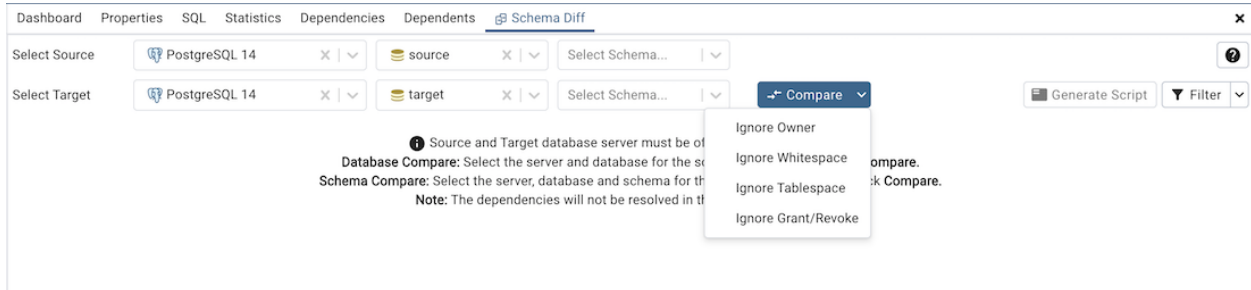 Dashboard Properties SQL Statistics Dependencies Dependents Schema Diff
Select Source PostgreSQL 14 source Select Schema...
Select Target PostgreSQL 14 target Select Schema... Compare Generate Script Filter
Ignore Owner
Ignore Whitespace
Ignore Tablespace
Ignore Grant/Revoke
Source and Target database server must be of
Database Compare: Select the server and database for the ompare.
Schema Compare: Select the server, database and schema for th k Compare.
Note: The dependencies will not be resolved in